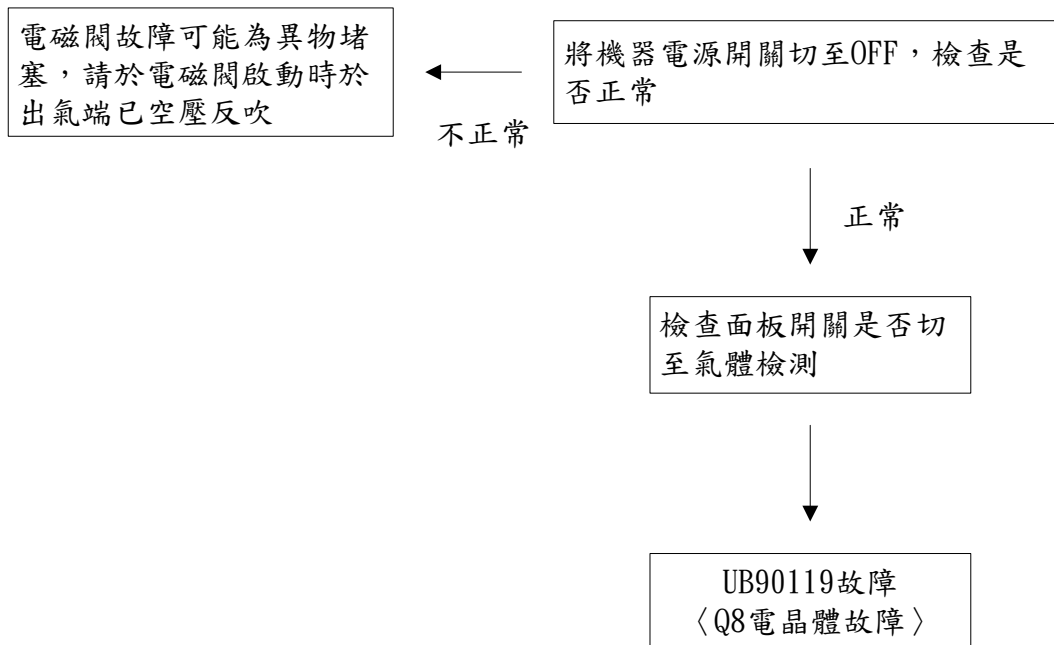 電磁閥故障可能為異物堵
塞，請於電磁閥啟動時於
出氣端已空壓反吹
將機器電源開關切至OFF，檢查是
否正常
不正常
正常
檢查面板開關是否切
至氣體檢測
UB90119故障
〈Q8電晶體故障〉